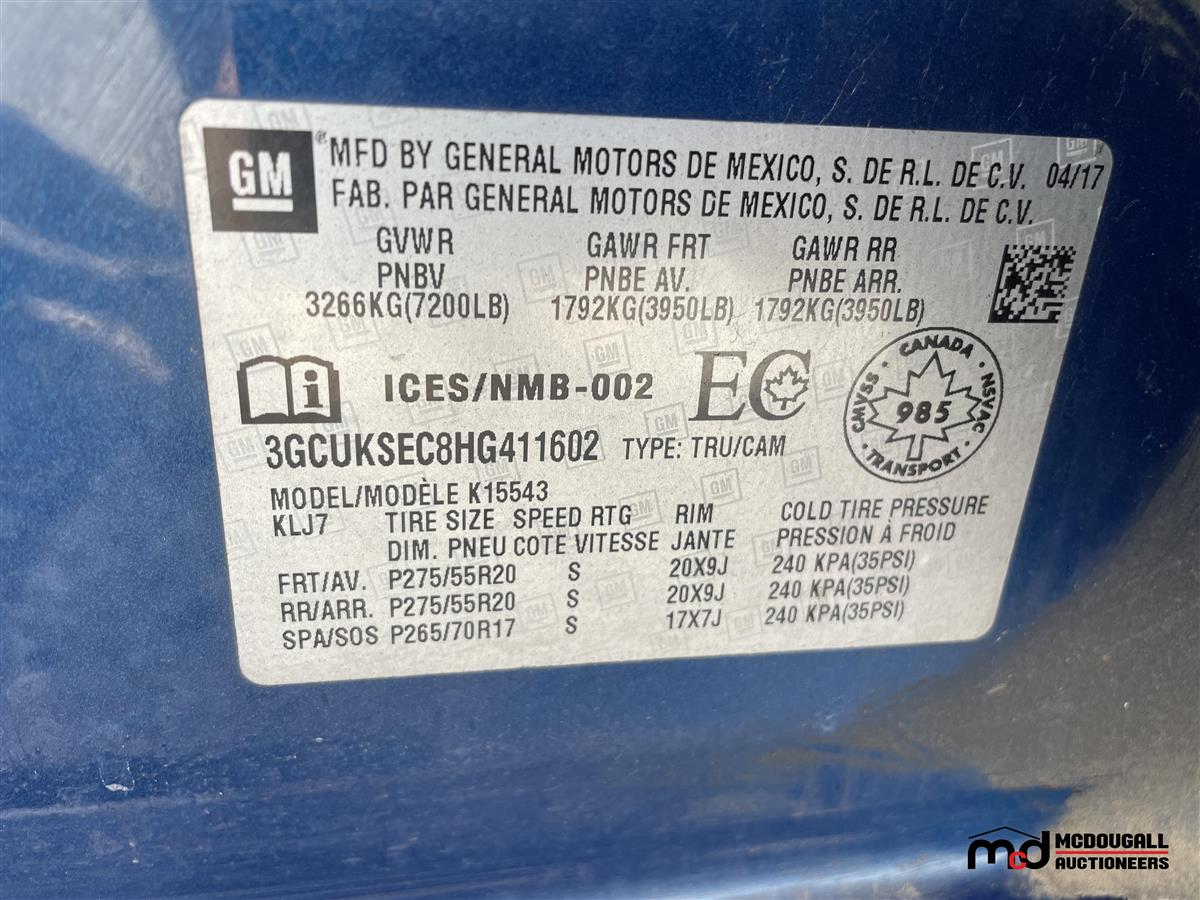 GM
® MFD BY GENERAL MOTORS DE MEXICO, S. DE R.L. DE C.V. 04/17
FAB. PAR GENERAL MOTORS DE MEXICO, S. DE R.L. DE C.V.
GVWR GAWR FRT GAWR RR
PNBV PNBE AV. PNBE ARR.
3266KG(7200LB) 1792KG(3950LB) 1792KG(3950LB)
i ICES/NMB-002 EC
CANADA
CMVSS 985 NSVAC
TRANSPORT
3GCUKSEC8HG411602 TYPE: TRU/CAM
MODEL/MODÈLE K15543
KLJ7 TIRE SIZE SPEED RTG RIM COLD TIRE PRESSURE
DIM. PNEU COTE VITESSE JANTE PRESSION À FROID
FRT/AV. P275/55R20 S 20X9J 240 KPA(35PSI)
RR/ARR. P275/55R20 S 20X9J 240 KPA(35PSI)
SPA/SOS P265/70R17 S 17X7J 240 KPA(35PSI)
mcd MCDOUGALL
AUCTIONEERS